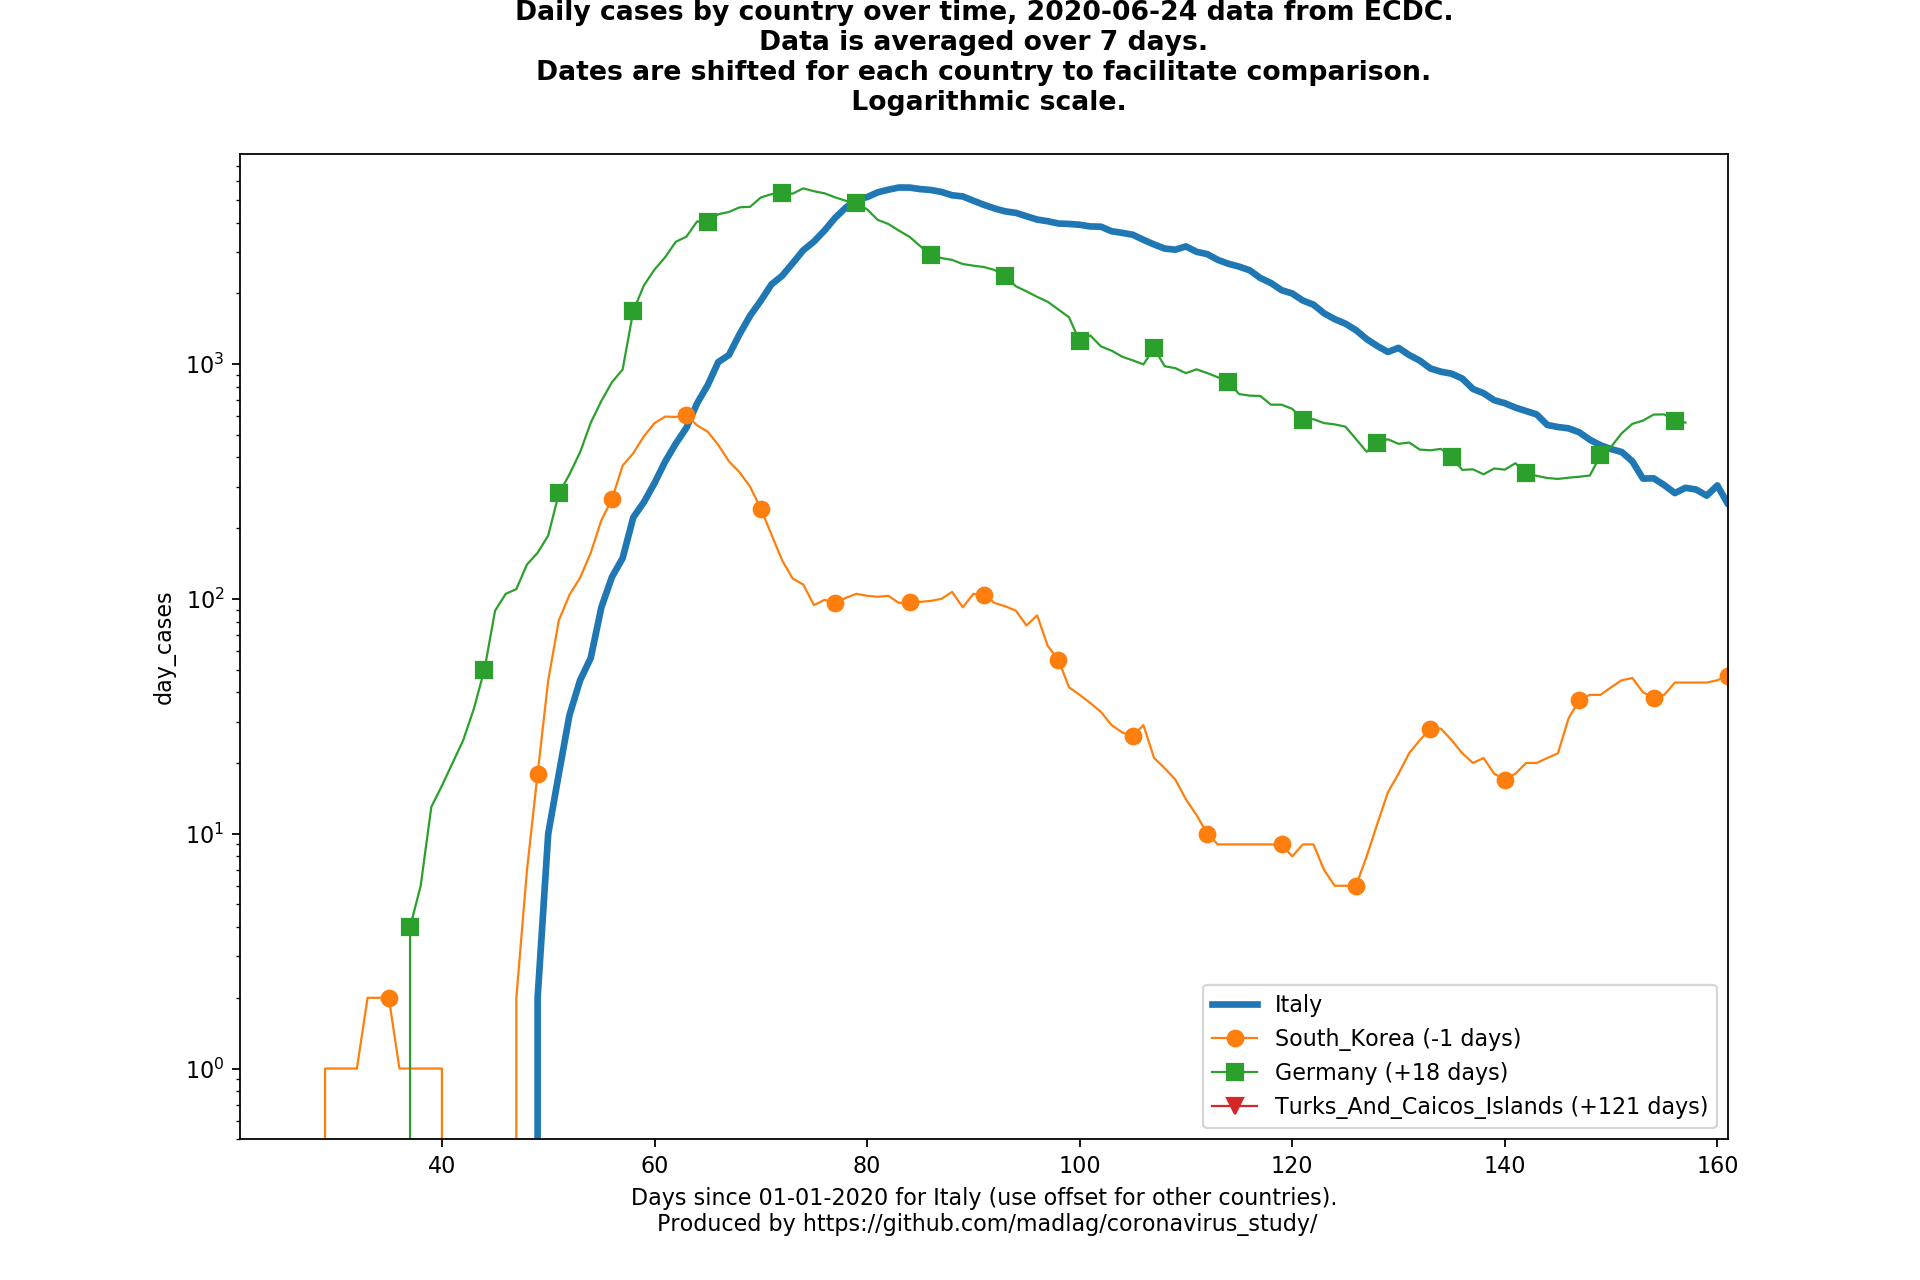 Daily cases by country over time, 2020-06-24 data from ECDC.
Data is averaged over 7 days.
Dates are shifted for each country to facilitate comparison.
Logarithmic scale.
10³
10²
10¹
10⁰
day_cases
Italy
South_Korea (-1 days)
Germany (+18 days)
Turks_And_Caicos_Islands (+121 days)
40 60 80 100 120 140 160
Days since 01-01-2020 for Italy (use offset for other countries).
Produced by https://github.com/madlag/coronavirus_study/